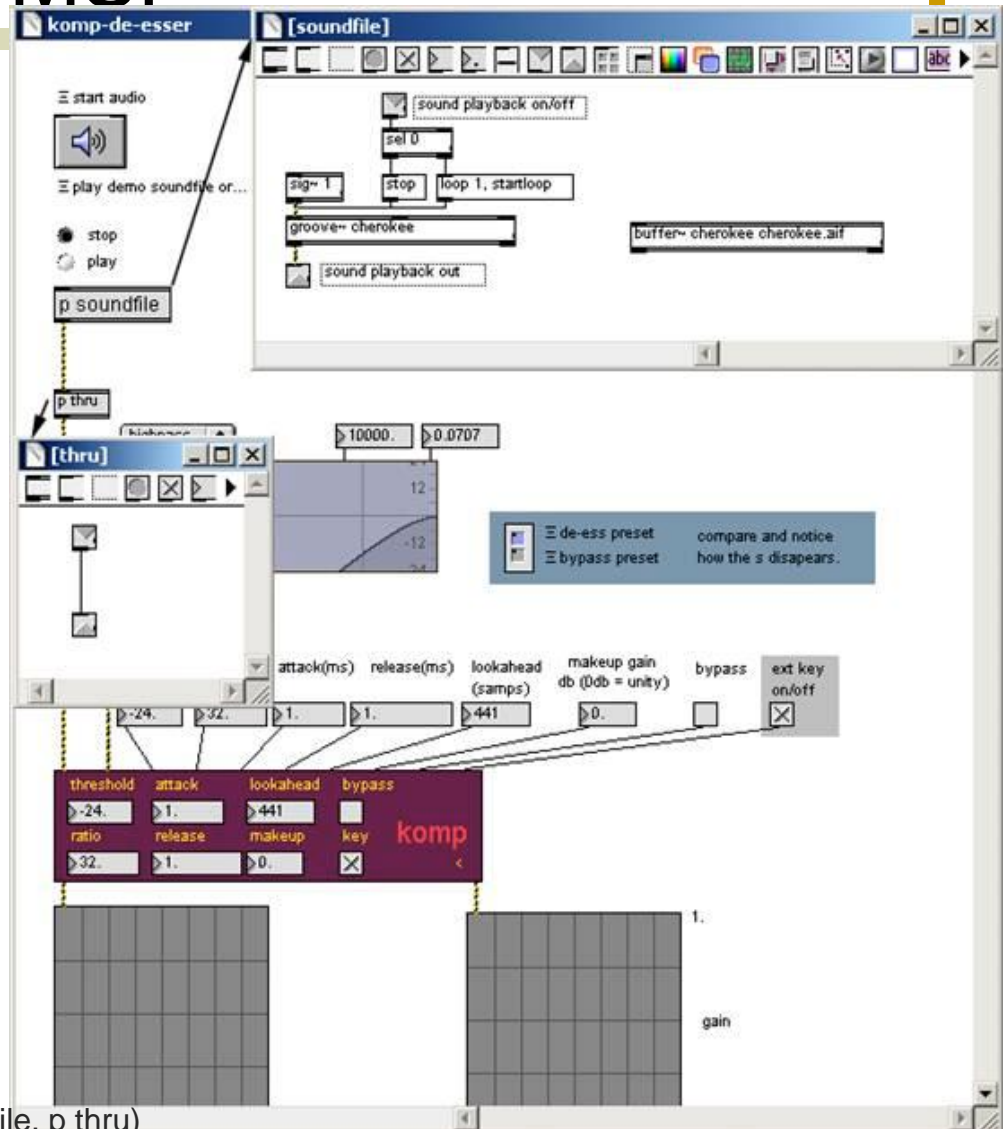 komp-de-esser
[soundfile]
start audio
play demo soundfile or...
stop
play
p soundfile
sound playback on/off
sel 0
sig~ 1
stop
loop 1, startloop
groove~ cherokee
buffer~ cherokee cherokee.aif
sound playback out
p thru
10000.
0.0707
[thru]
12
-12
de-ess preset
bypass preset
compare and notice
how the s disapears.
attack(ms)
release(ms)
lookahead
(samps)
makeup gain
db (0db = unity)
bypass
ext key
on/off
-24.
32.
1.
1.
441
0.
threshold
attack
lookahead
bypass
-24.
1.
441
ratio
release
makeup
key
komp
32.
1.
0.
<
1.
gain
p thru)